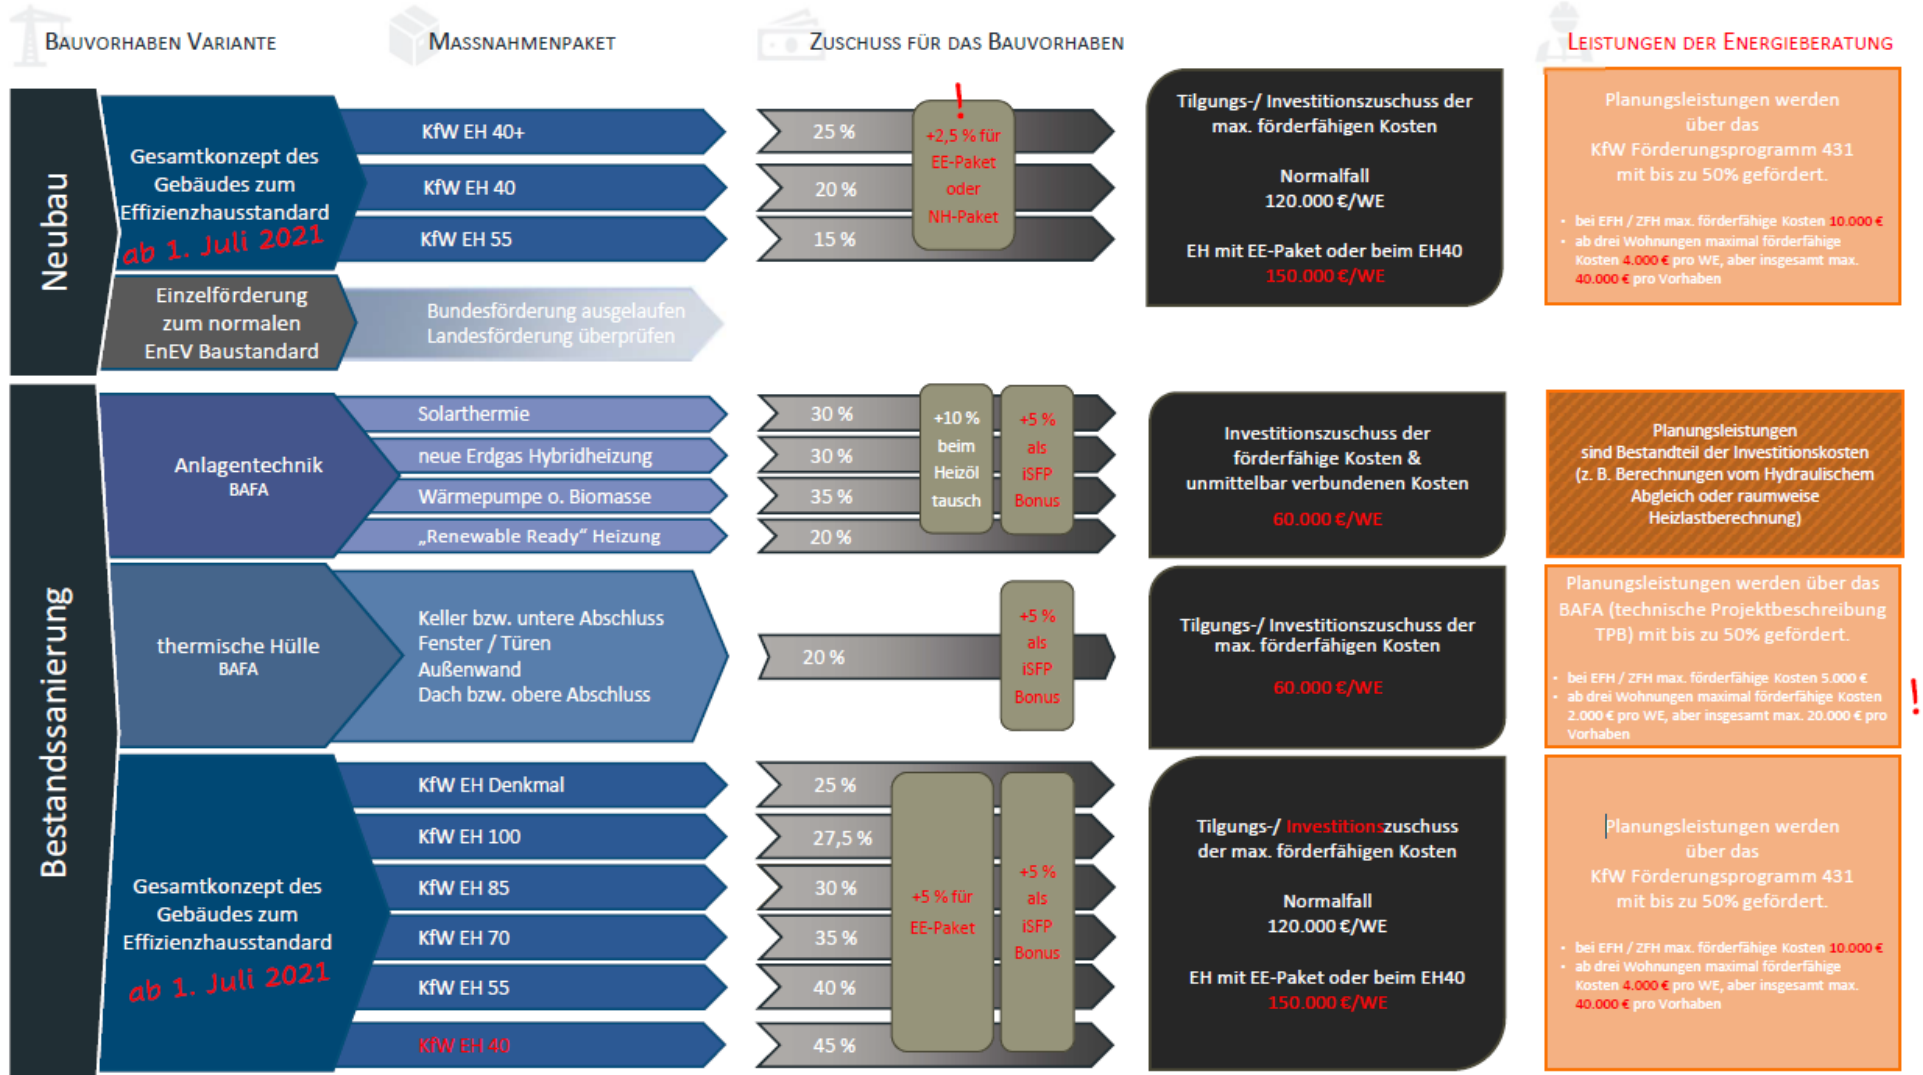 BAUVORHABEN VARIANTE
MASSNAHMENPAKET
ZUSCHUSS FÜR DAS BAUVORHABEN
LEISTUNGEN DER ENERGIEBERATUNG
Neubau
Gesamtkonzept des
Gebäudes zum
Effizienzhausstandard
ab 1. Juli 2021
KfW EH 40+
KfW EH 40
KfW EH 55
25 %
20 %
15 %
!
+2,5 % für
EE-Paket
oder
NH-Paket
Tilgungs-/ Investitionszuschuss der
max. förderfähigen Kosten
Normalfall
120.000 €/WE
EH mit EE-Paket oder beim EH40
150.000 €/WE
Planungsleistungen werden
über das
KfW Förderungsprogramm 431
mit bis zu 50% gefördert.
• bei EFH / ZFH max. förderfähige Kosten 10.000 €
• ab drei Wohnungen maximal förderfähige
Kosten 4.000 € pro WE, aber insgesamt max.
40.000 € pro Vorhaben
Einzelförderung
zum normalen
EnEV Baustandard
Bundesförderung ausgelaufen
Landesförderung überprüfen
Bestandssanierung
Anlagentechnik
BAFA
Solarthermie
neue Erdgas Hybridheizung
Wärmepumpe o. Biomasse
„Renewable Ready“ Heizung
30 %
30 %
35 %
20 %
+10 %
beim
Heizöl
tausch
+5 %
als
iSFP
Bonus
Investitionszuschuss der
förderfähige Kosten &
unmittelbar verbundenen Kosten
60.000 €/WE
Planungsleistungen
sind Bestandteil der Investitionskosten
(z. B. Berechnungen vom Hydraulischem
Abgleich oder raumweise
Heizlastberechnung)
thermische Hülle
BAFA
Keller bzw. untere Abschluss
Fenster / Türen
Außenwand
Dach bzw. obere Abschluss
20 %
+5 %
als
iSFP
Bonus
Tilgungs-/ Investitionszuschuss der
max. förderfähigen Kosten
60.000 €/WE
Planungsleistungen werden über das
BAFA (technische Projektbeschreibung
TPB) mit bis zu 50% gefördert.
• bei EFH / ZFH max. förderfähige Kosten 5.000 €
• ab drei Wohnungen maximal förderfähige Kosten
2.000 € pro WE, aber insgesamt max. 20.000 € pro
Vorhaben
!
Gesamtkonzept des
Gebäudes zum
Effizienzhausstandard
ab 1. Juli 2021
KfW EH Denkmal
KfW EH 100
KfW EH 85
KfW EH 70
KfW EH 55
KfW EH 40
25 %
27,5 %
30 %
35 %
40 %
45 %
+5 % für
EE-Paket
+5 %
als
iSFP
Bonus
Tilgungs-/ Investitionszuschuss
der max. förderfähigen Kosten
Normalfall
120.000 €/WE
EH mit EE-Paket oder beim EH40
150.000 €/WE
Planungsleistungen werden
über das
KfW Förderungsprogramm 431
mit bis zu 50% gefördert.
• bei EFH / ZFH max. förderfähige Kosten 10.000 €
• ab drei Wohnungen maximal förderfähige
Kosten 4.000 € pro WE, aber insgesamt max.
40.000 € pro Vorhaben